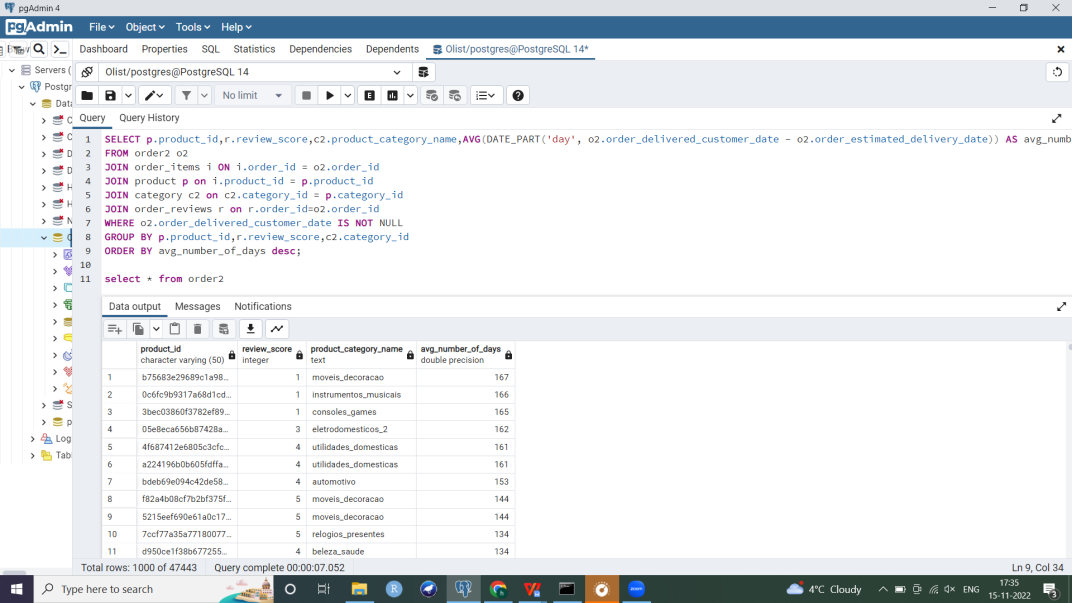 pgAdmin 4
pgAdmin File Object Tools Help
Dashboard Properties SQL Statistics Dependencies Dependents Olist/postgres@PostgreSQL 14*
Servers (
Olist/postgres@PostgreSQL 14
Postgr
No limit
Data
Query Query History
1 SELECT p.product_id,r.review_score,c2.product_category_name,AVG(DATE_PART('day', o2.order_delivered_customer_date - o2.order_estimated_delivery_date)) AS avg_numb
2 FROM order2 o2
3 JOIN order_items i ON i.order_id = o2.order_id
4 JOIN product p on i.product_id = p.product_id
5 JOIN category c2 on c2.category_id = p.category_id
6 JOIN order_reviews r on r.order_id=o2.order_id
7 WHERE o2.order_delivered_customer_date IS NOT NULL
8 GROUP BY p.product_id,r.review_score,c2.category_id
9 ORDER BY avg_number_of_days desc;
10
11 select * from order2
Data output Messages Notifications
product_id review_score product_category_name avg_number_of_days
character varying (50) integer text double precision
1 b75683e29689c1a98... 1 moveis_decoracao 167
2 0c6fc9b9317a68d1cd... 1 instrumentos_musicais 166
3 3bec03860f3782ef89... 1 consoles_games 165
4 05e8eca656b87428a... 3 eletrodomesticos_2 162
5 4f687412e6805c3cfc... 4 utilidades_domesticas 161
6 a224196b0b605fdffa... 4 utilidades_domesticas 161
7 bdeb69e094c42de58... 4 automotivo 153
8 f82a4b08cf7b2bf375f... 5 moveis_decoracao 144
9 5215eef690e61a0c17... 5 moveis_decoracao 144
10 7ccf77a35a77180077... 5 relogios_presentes 134
11 d950ce1f38b677255... 4 beleza_saude 134
Log
Tabl
Total rows: 1000 of 47443 Query complete 00:00:07.052 Ln 9, Col 34
Type here to search
4°C Cloudy
ENG
17:35
15-11-2022
3